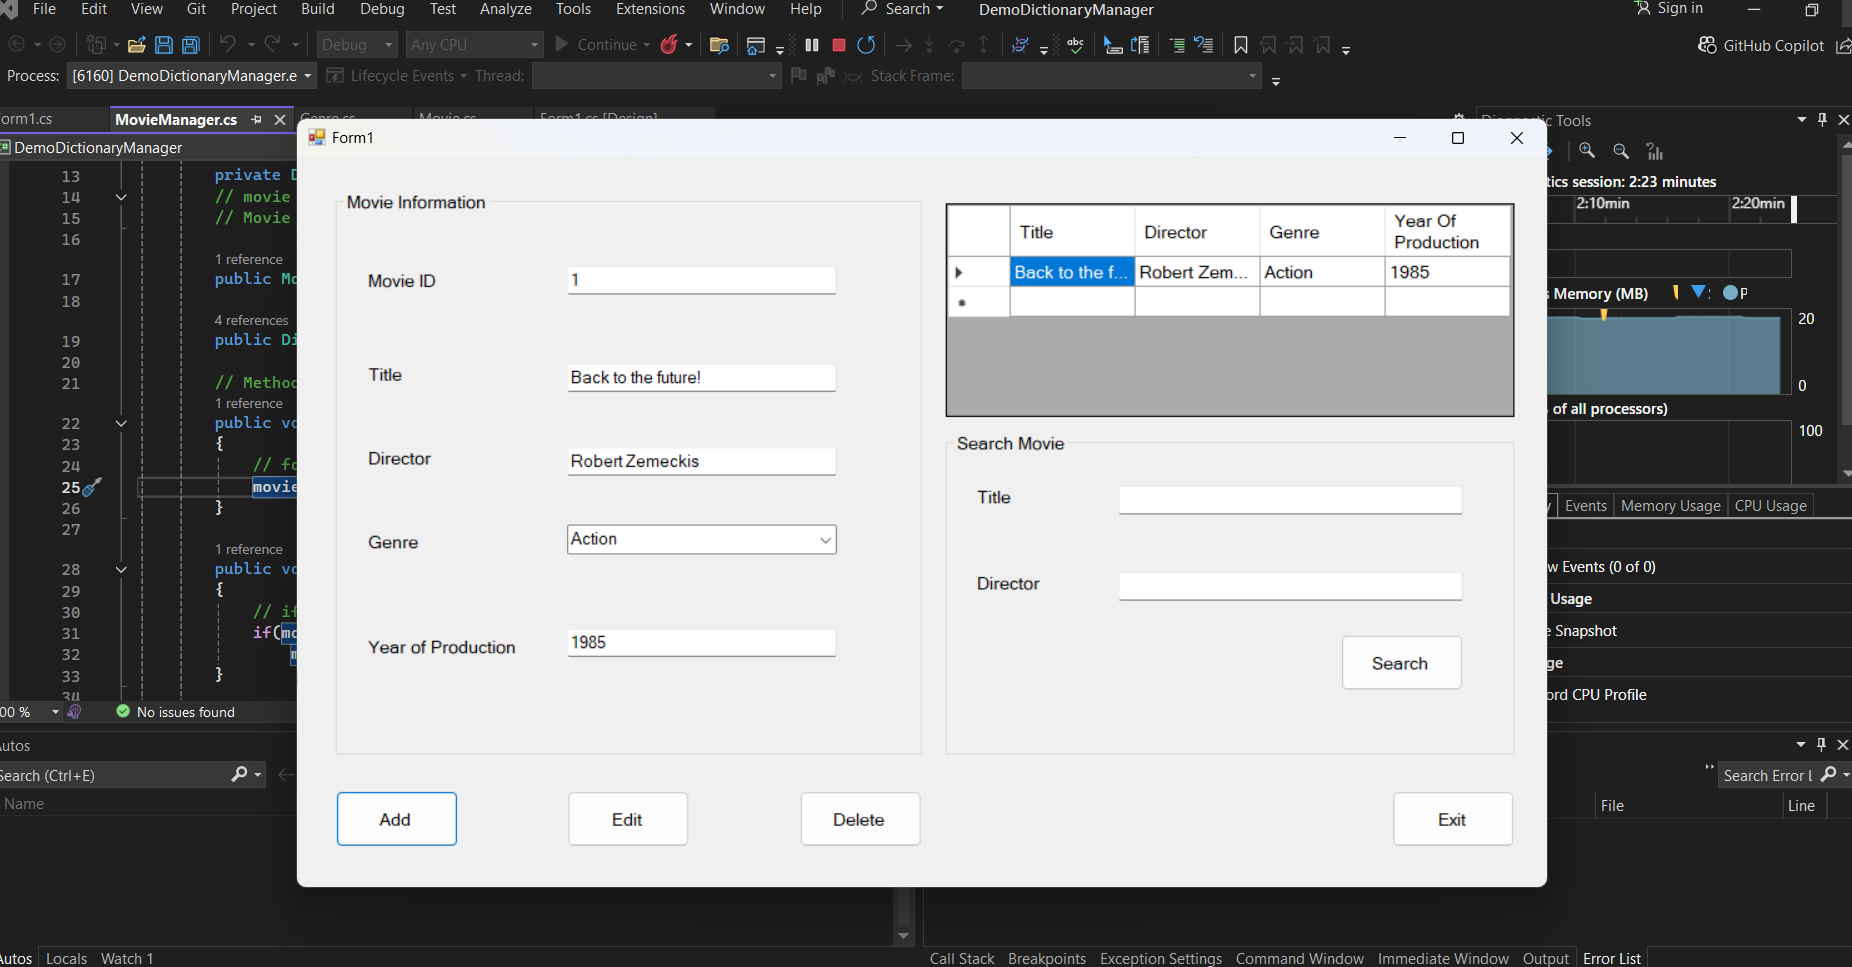 File Edit View Git Project Build Debug Test Analyze Tools Extensions Window Help Search DemoDictionaryManager Sign in
Debug Any CPU Continue GitHub Copilot
Process: [6160] DemoDictionaryManager.e Lifecycle Events Thread: Stack Frame:
orm1.cs MovieManager.cs Genre.cs Movie.cs Form1.cs [Design] Tools
DemoDictionaryManager
Form1
Movie Information
Movie ID 1
Title Back to the future!
Director Robert Zemeckis
Genre Action
Year of Production 1985
Title Director Genre Year Of Production
Back to the f... Robert Zem... Action 1985
*
Search Movie
Title
Director
Search
Add Edit Delete Exit
13 private D
14 // movie
15 // Movie
16
1 reference
17 public Mo
18
4 references
19 public Di
20
21 // Method
1 reference
22 public vo
23 {
24 // fo
25 movie
26 }
27
1 reference
28 public vo
29 {
30 // if
31 if(mo
32 m
33 }
34
00 % No issues found
tics session: 2:23 minutes
2:10min 2:20min
s Memory (MB) P
20
0
of all processors)
100
y Events Memory Usage CPU Usage
w Events (0 of 0)
Usage
e Snapshot
ge
ord CPU Profile
utos
Search (Ctrl+E)
Name
Search Error L
File Line
Autos Locals Watch 1
Call Stack Breakpoints Exception Settings Command Window Immediate Window Output Error List